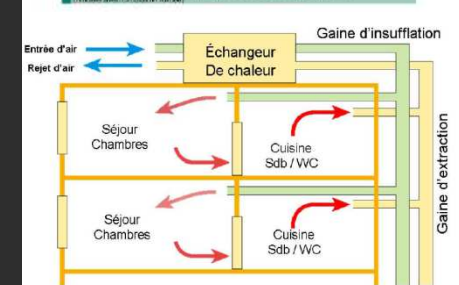 Gaine d'insufflation
Entrée d'air
Rejet d'air
Échangeur
De chaleur
Séjour
Chambres
Cuisine
Sdb / WC
Gaine d'extraction
Séjour
Chambres
Cuisine
Sdb / WC